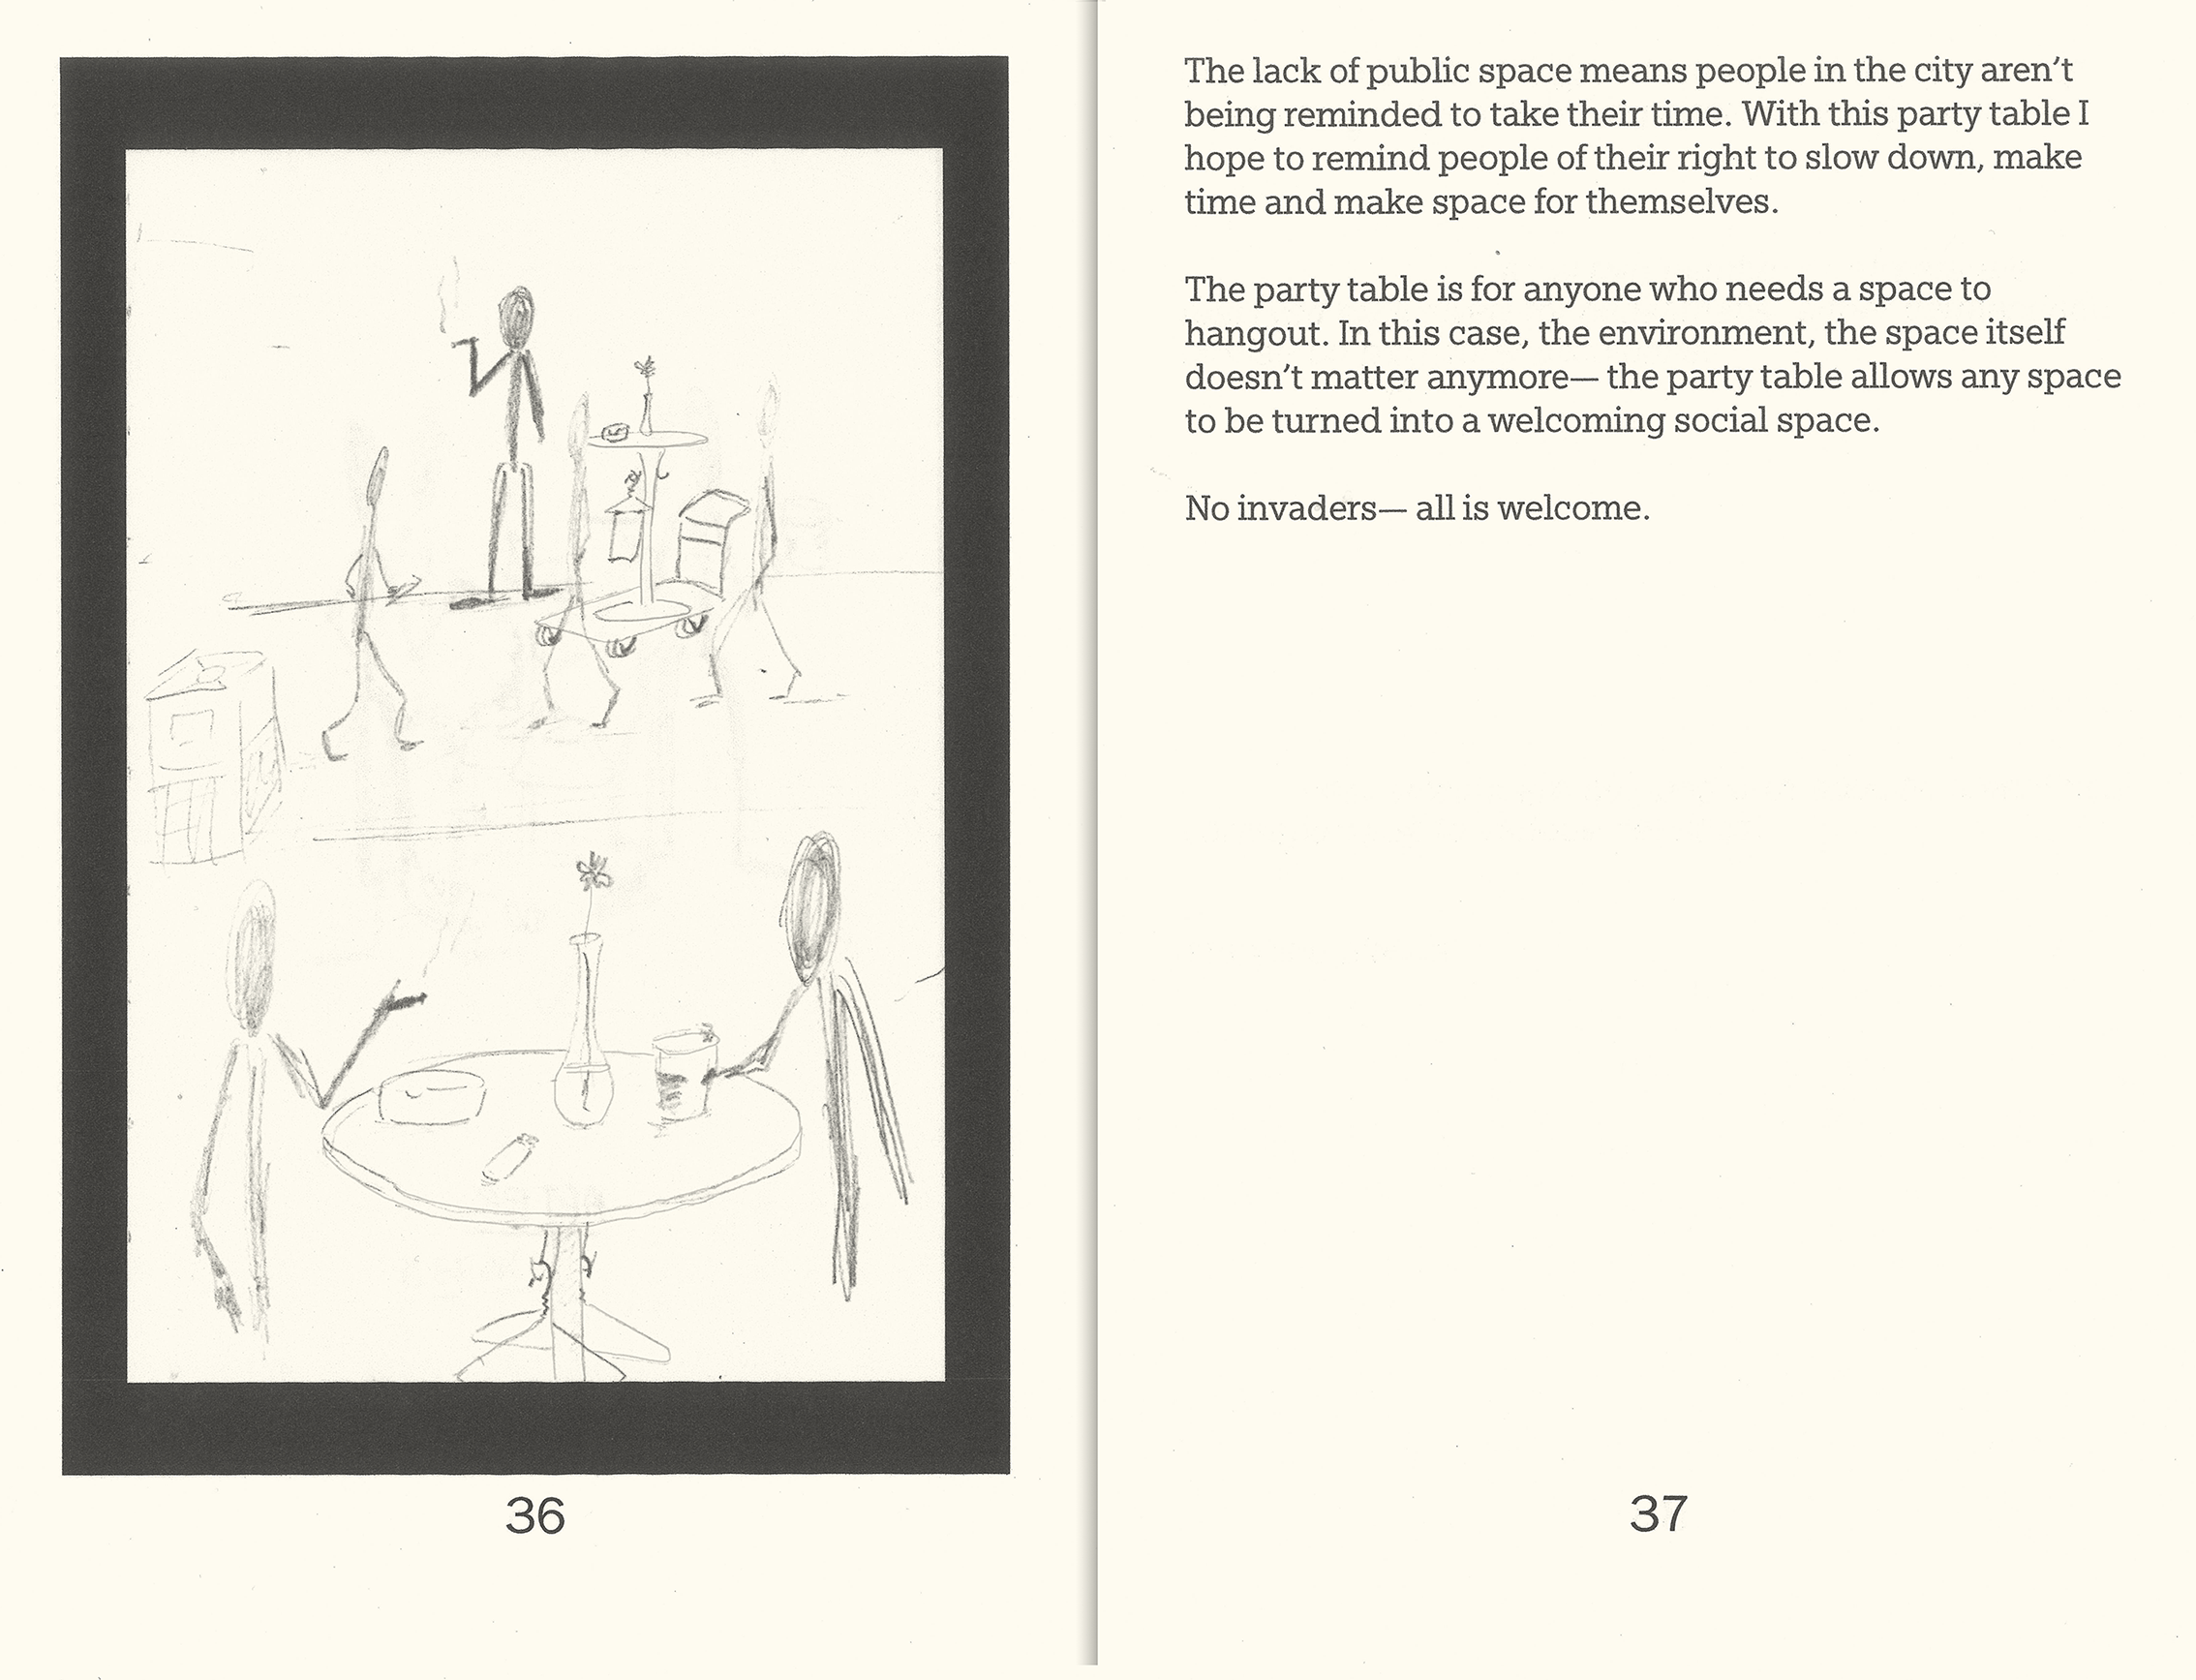 The lack of public space means people in the city aren’t
being reminded to take their time. With this party table I
hope to remind people of their right to slow down, make
time and make space for themselves.
The party table is for anyone who needs a space to
hangout. In this case, the environment, the space itself
doesn’t matter anymore— the party table allows any space
to be turned into a welcoming social space.
No invaders— all is welcome.
36
37